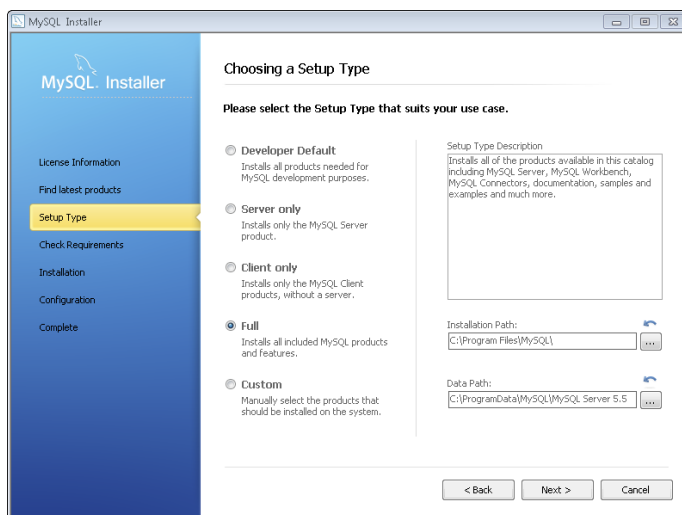 MySQL Installer
MySQL. Installer
License Information
Find latest products
Setup Type
Check Requirements
Installation
Configuration
Complete
Choosing a Setup Type
Please select the Setup Type that suits your use case.
Developer Default
Installs all products needed for
MySQL development purposes.
Server only
Installs only the MySQL Server
product.
Client only
Installs only the MySQL Client
products, without a server.
Full
Installs all included MySQL products
and features.
Custom
Manually select the products that
should be installed on the system.
Setup Type Description
Installs all of the products available in this catalog
including MySQL Server, MySQL Workbench,
MySQL Connectors, documentation, samples and
examples and much more.
Installation Path:
C:\Program Files\MySQL\
...
Data Path:
C:\ProgramData\MySQL\MySQL Server 5.5
...
< Back
Next >
Cancel